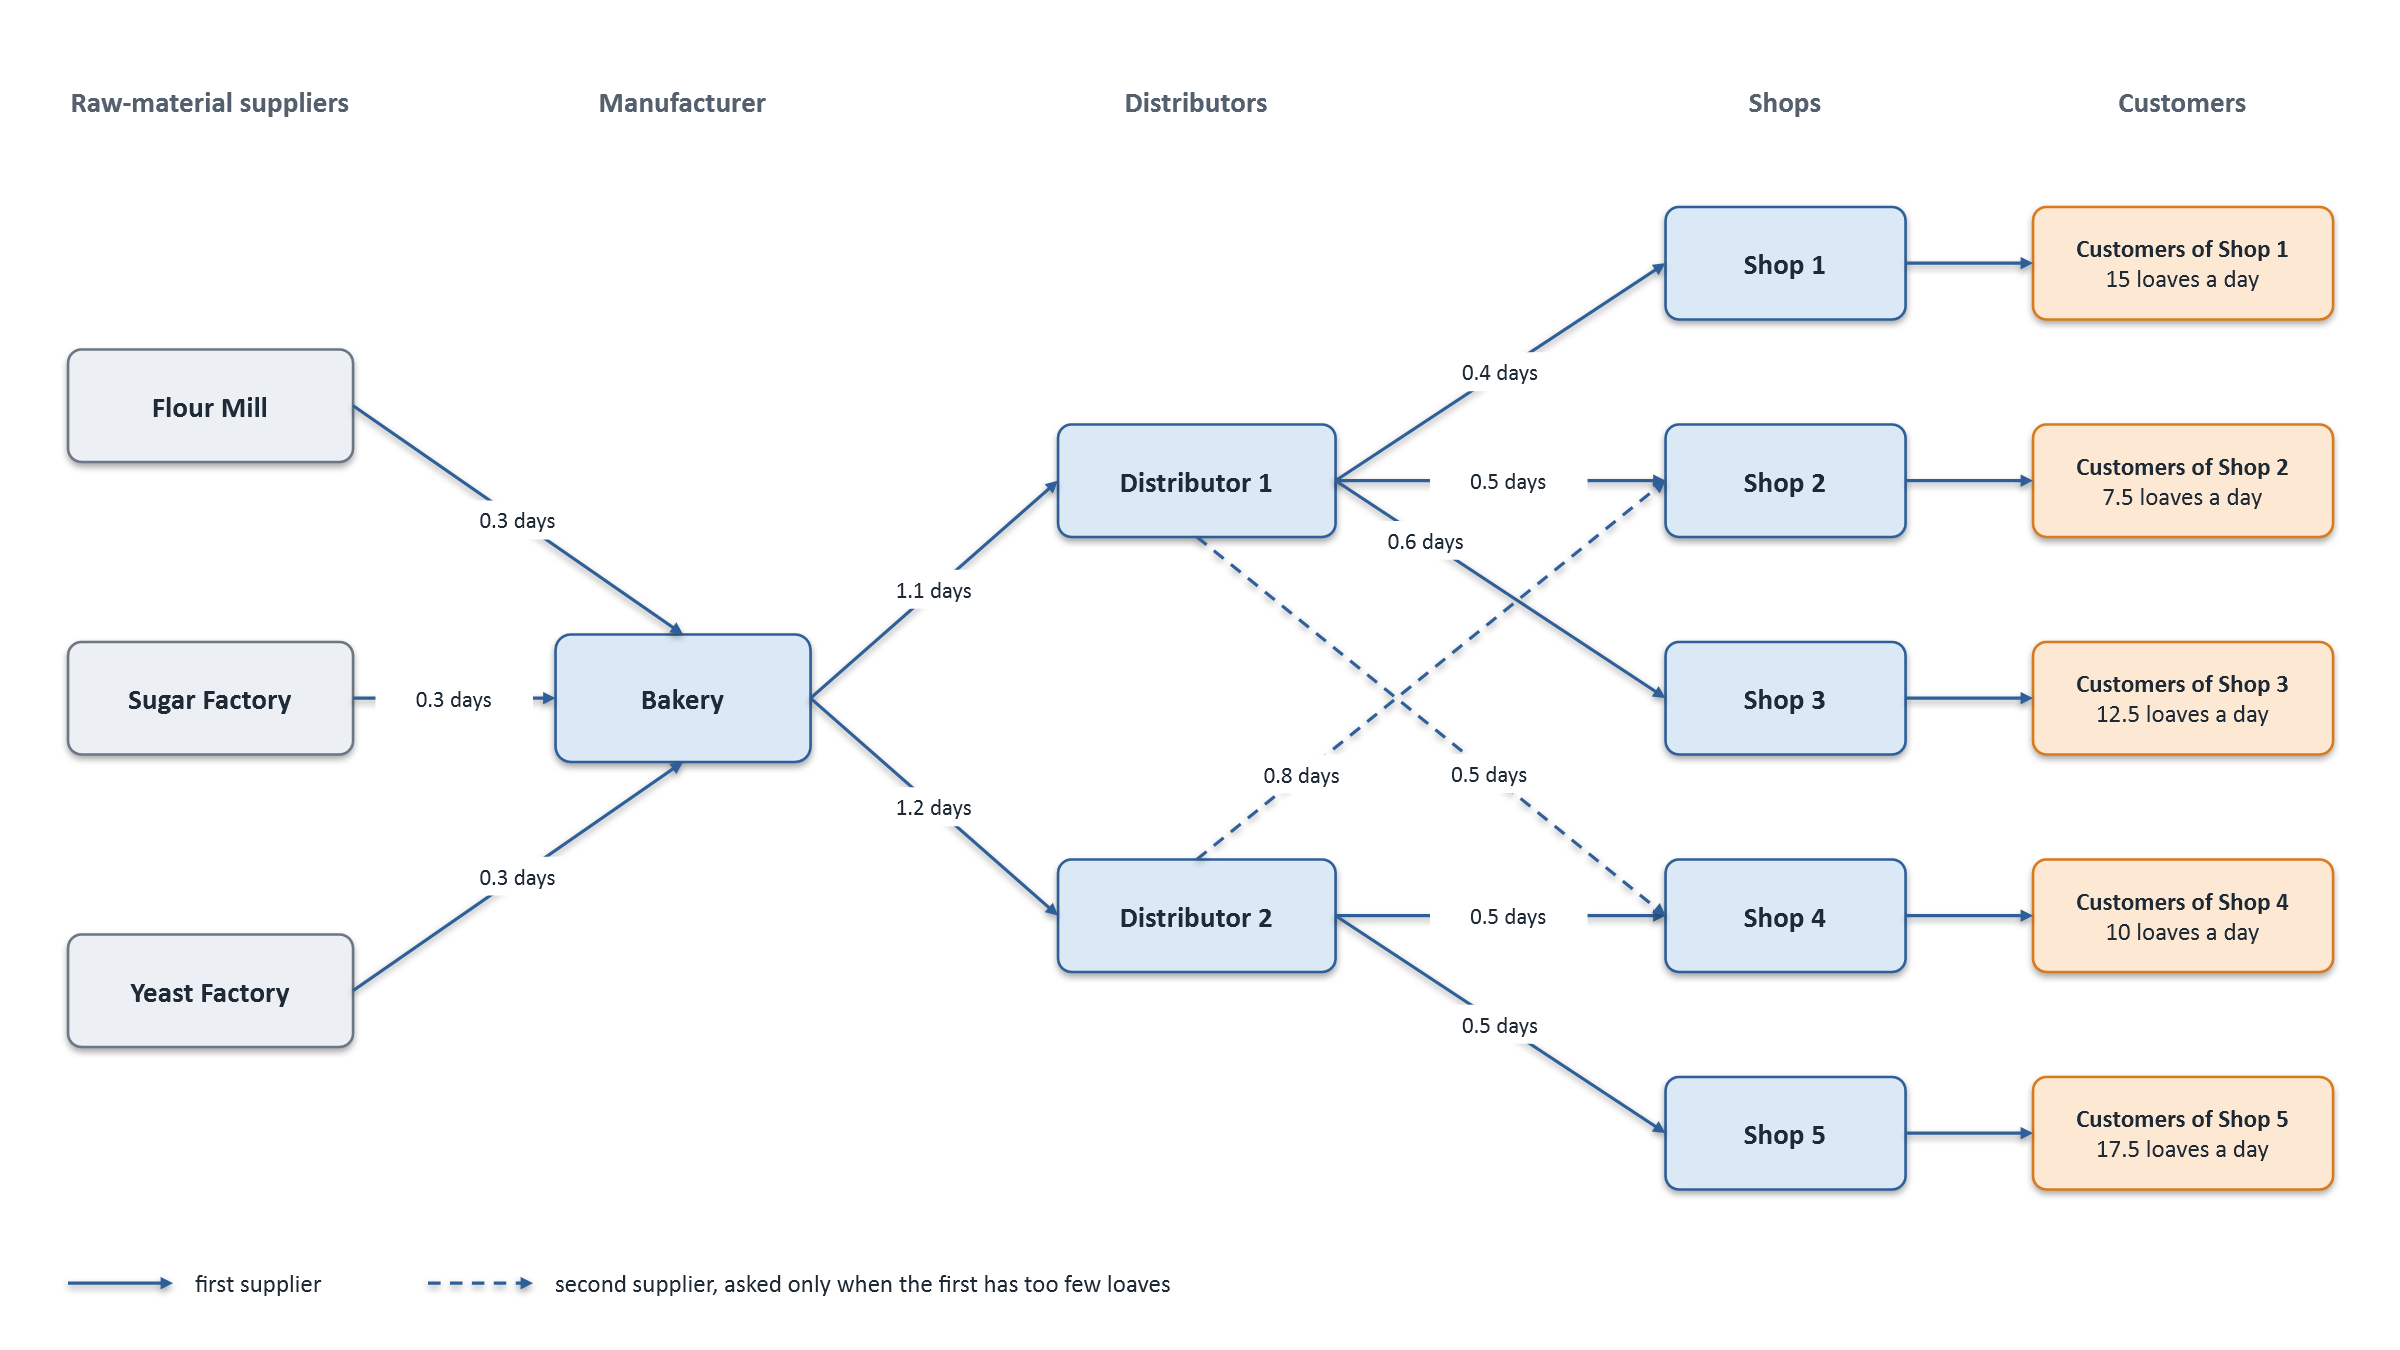 Raw-material suppliers
Manufacturer
Distributors
Shops
Customers
Flour Mill
Sugar Factory
Yeast Factory
0.3 days
0.3 days
0.3 days
Bakery
1.1 days
1.2 days
Distributor 1
Distributor 2
0.4 days
0.5 days
0.6 days
0.8 days
0.5 days
0.5 days
0.5 days
Shop 1
Shop 2
Shop 3
Shop 4
Shop 5
Customers of Shop 1
15 loaves a day
Customers of Shop 2
7.5 loaves a day
Customers of Shop 3
12.5 loaves a day
Customers of Shop 4
10 loaves a day
Customers of Shop 5
17.5 loaves a day
first supplier
second supplier, asked only when the first has too few loaves